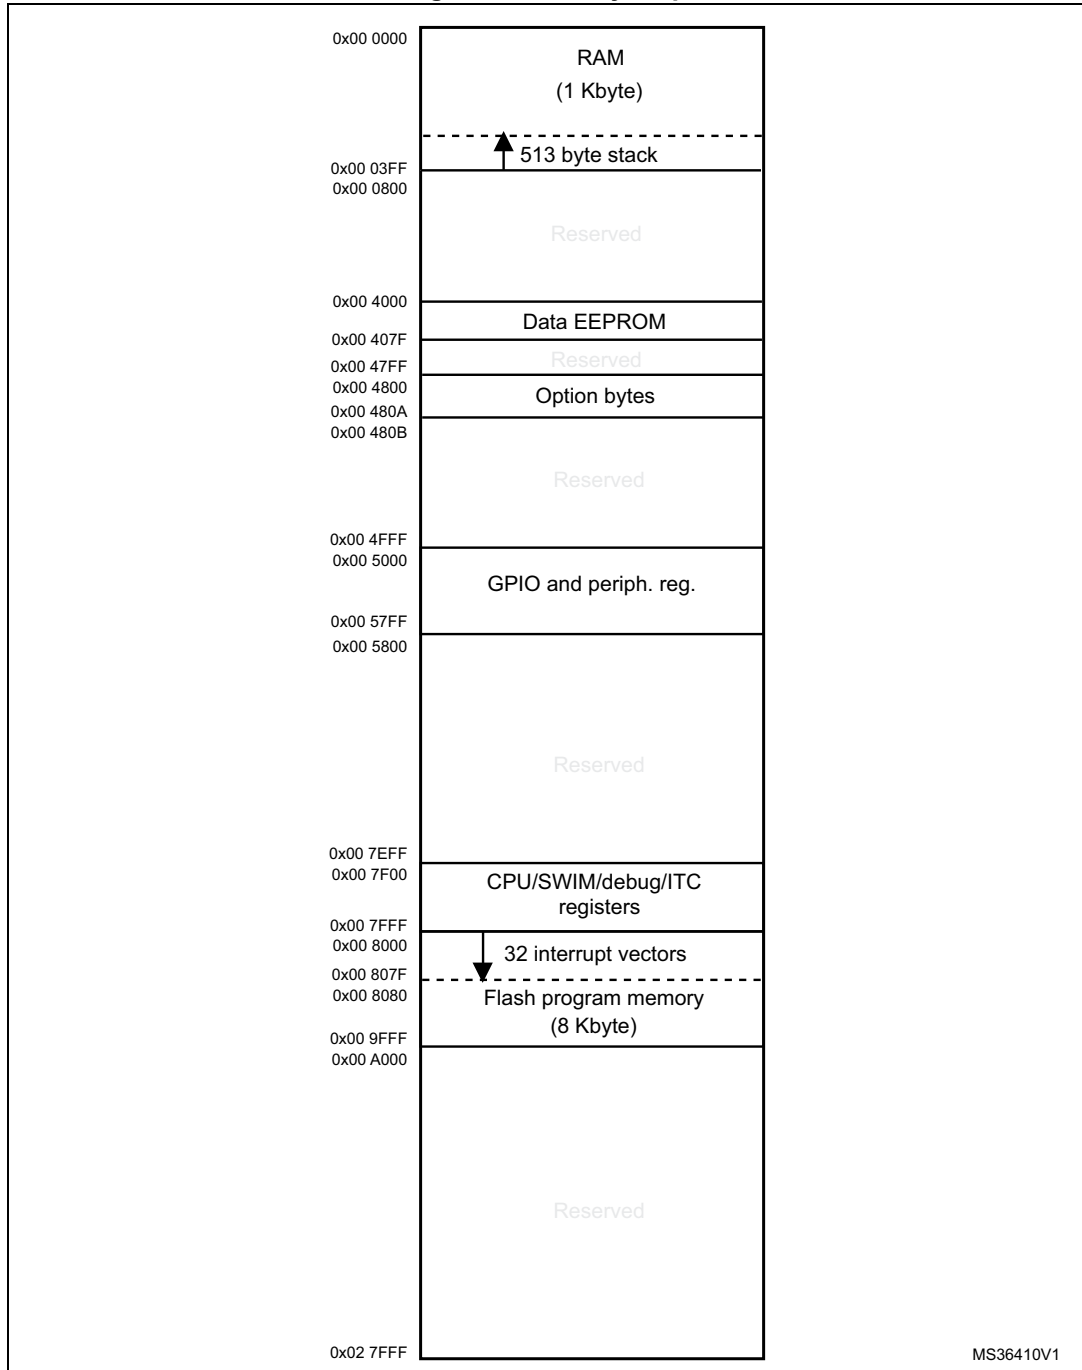 0x00 0000
RAM
(1 Kbyte)
513 byte stack
0x00 03FF
0x00 0800
Reserved
0x00 4000
Data EEPROM
0x00 407F
Reserved
0x00 47FF
0x00 4800
Option bytes
0x00 480A
0x00 480B
Reserved
0x00 4FFF
0x00 5000
GPIO and periph. reg.
0x00 57FF
0x00 5800
Reserved
0x00 7EFF
0x00 7F00
CPU/SWIM/debug/ITC
registers
0x00 7FFF
0x00 8000
32 interrupt vectors
0x00 807F
0x00 8080
Flash program memory
(8 Kbyte)
0x00 9FFF
0x00 A000
Reserved
0x02 7FFF
MS36410V1